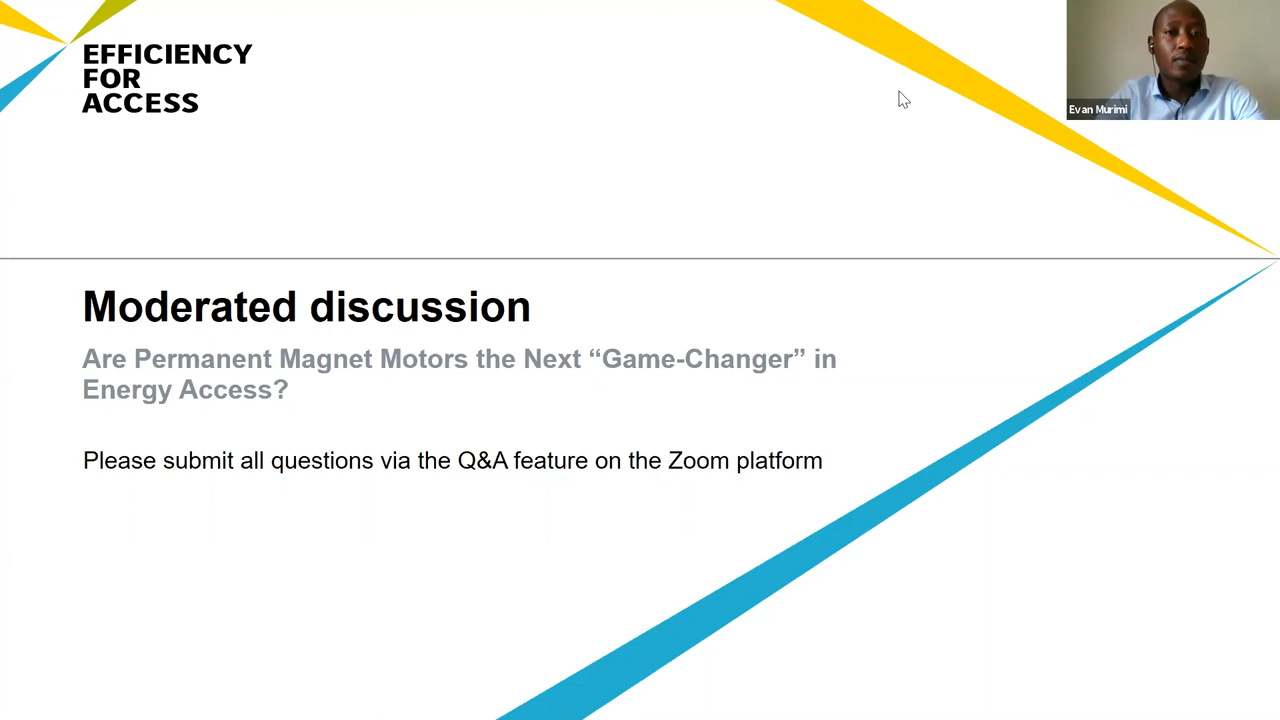 EFFICIENCY
FOR
ACCESS
Evan Murimi
Moderated discussion
Are Permanent Magnet Motors the Next “Game-Changer” in
Energy Access?
Please submit all questions via the Q&A feature on the Zoom platform